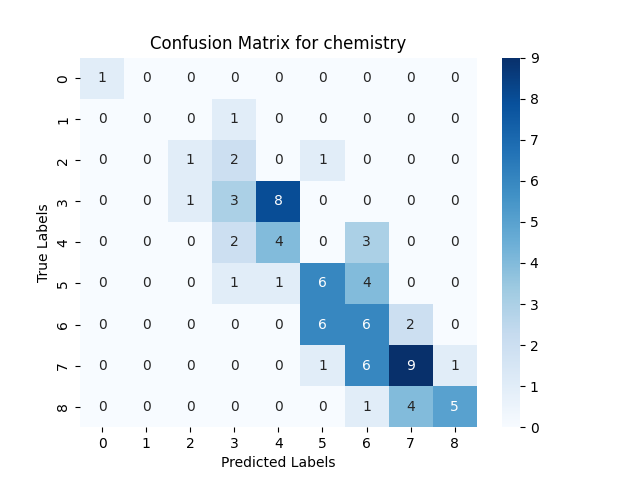 Confusion Matrix for chemistry
0 1 0 0 0 0 0 0 0 0
1 0 0 0 1 0 0 0 0 0
2 0 0 1 2 0 1 0 0 0
3 0 0 1 3 8 0 0 0 0
4 0 0 0 2 4 0 3 0 0
5 0 0 0 1 1 6 4 0 0
6 0 0 0 0 0 6 6 2 0
7 0 0 0 0 0 1 6 9 1
8 0 0 0 0 0 0 1 4 5
0 1 2 3 4 5 6 7 8
True Labels
Predicted Labels
9
8
7
6
5
4
3
2
1
0